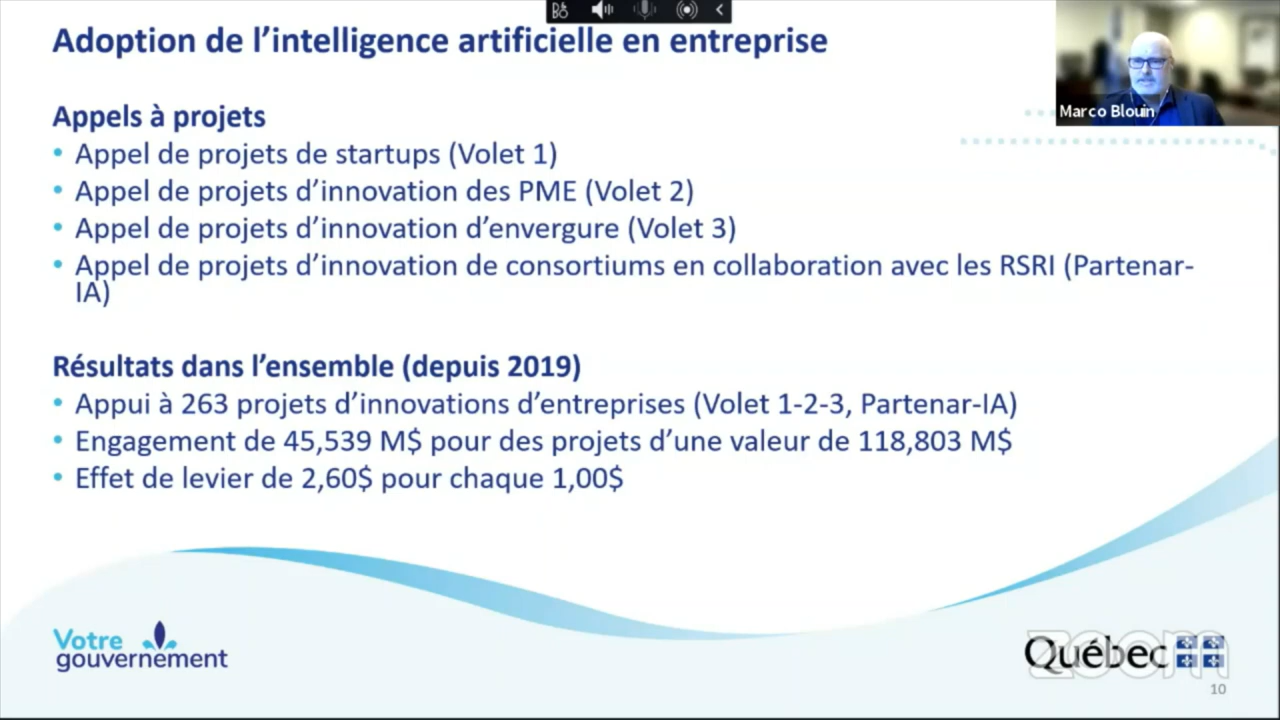 Adoption de l’intelligence artificielle en entreprise
Marco Blouin
Appels à projets
• Appel de projets de startups (Volet 1)
• Appel de projets d’innovation des PME (Volet 2)
• Appel de projets d’innovation d’envergure (Volet 3)
• Appel de projets d’innovation de consortiums en collaboration avec les RSRI (Partenar-
IA)
Résultats dans l’ensemble (depuis 2019)
• Appui à 263 projets d’innovations d’entreprises (Volet 1-2-3, Partenar-IA)
• Engagement de 45,539 M$ pour des projets d’une valeur de 118,803 M$
• Effet de levier de 2,60$ pour chaque 1,00$
Votre
gouvernement
Québec
zoom
10